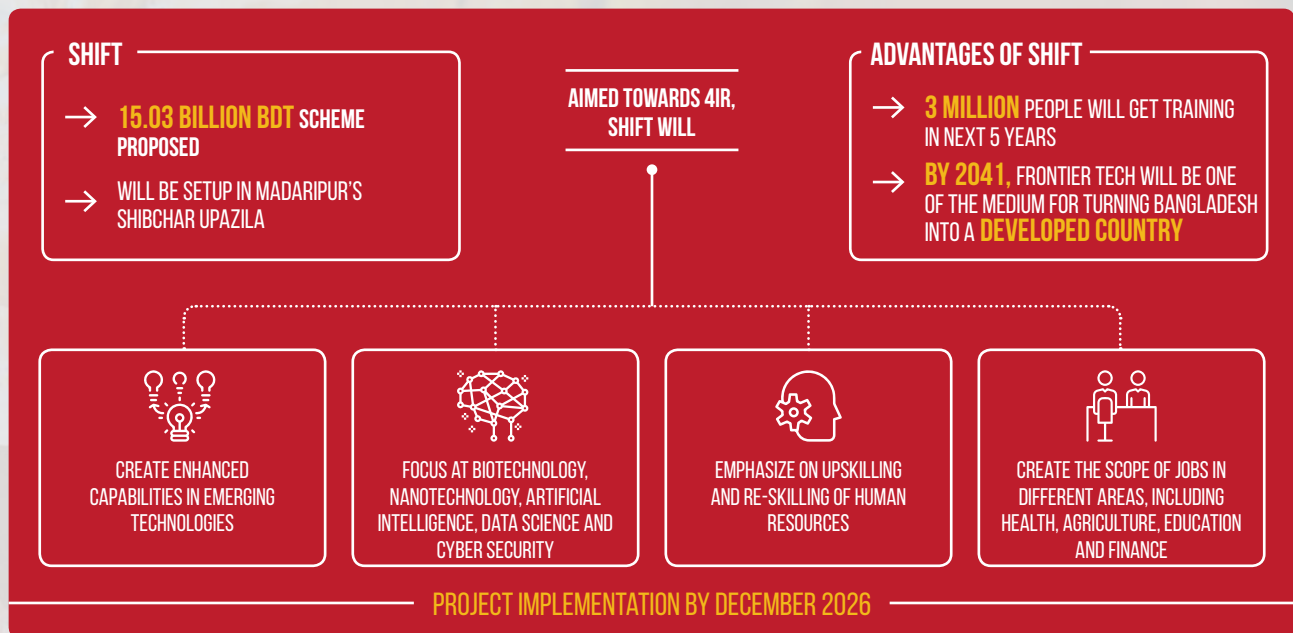 SHIFT
15.03 BILLION BDT SCHEME
PROPOSED
WILL BE SETUP IN MADARIPUR'S
SHIBCHAR UPAZILA
AIMED TOWARDS 4IR,
SHIFT WILL
ADVANTAGES OF SHIFT
3 MILLION PEOPLE WILL GET TRAINING
IN NEXT 5 YEARS
BY 2041, FRONTIER TECH WILL BE ONE
OF THE MEDIUM FOR TURNING BANGLADESH
INTO A DEVELOPED COUNTRY
CREATE ENHANCED
CAPABILITIES IN EMERGING
TECHNOLOGIES
FOCUS AT BIOTECHNOLOGY,
NANOTECHNOLOGY, ARTIFICIAL
INTELLIGENCE, DATA SCIENCE AND
CYBER SECURITY
EMPHASIZE ON UPSKILLING
AND RE-SKILLING OF HUMAN
RESOURCES
CREATE THE SCOPE OF JOBS IN
DIFFERENT AREAS, INCLUDING
HEALTH, AGRICULTURE, EDUCATION
AND FINANCE
PROJECT IMPLEMENTATION BY DECEMBER 2026